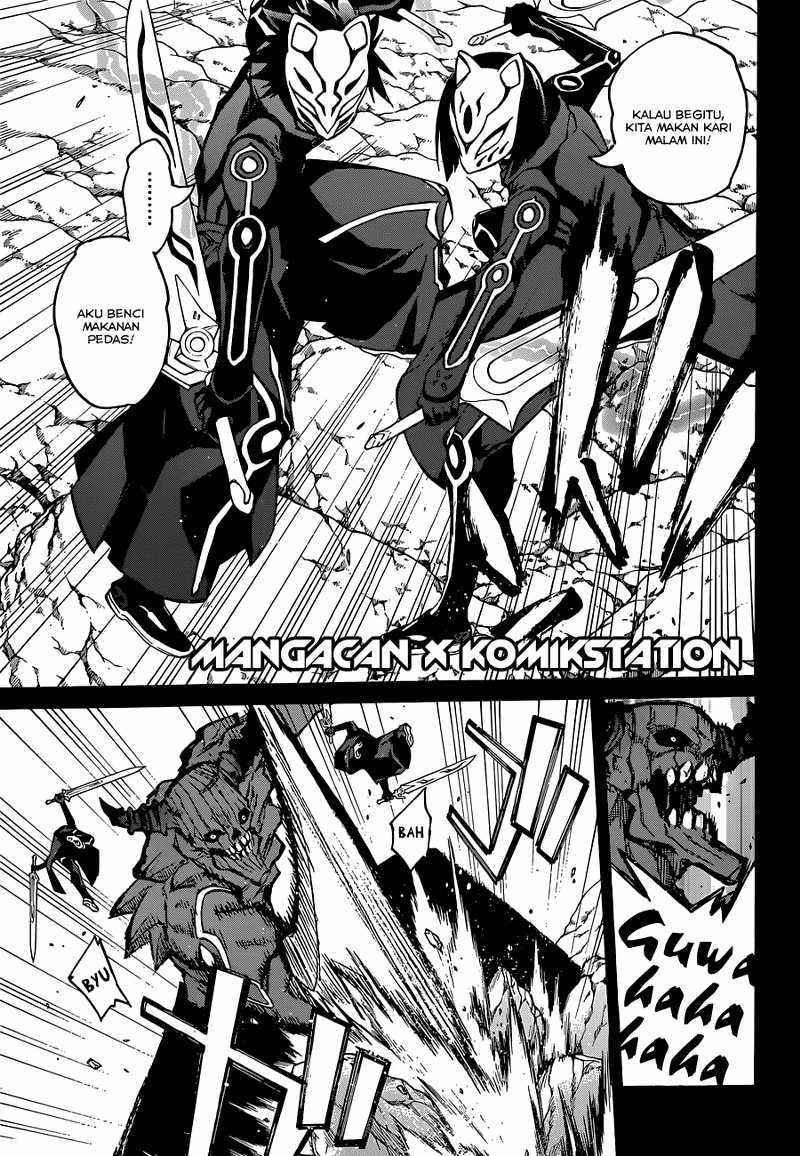 KALAU BEGITU,
KITA MAKAN KARI
MALAM INI!
........
AKU BENCI
MAKANAN
PEDAS!
MANGACAN X KOMIKSTATION
Guwa
haha
haha
BAH
BYU